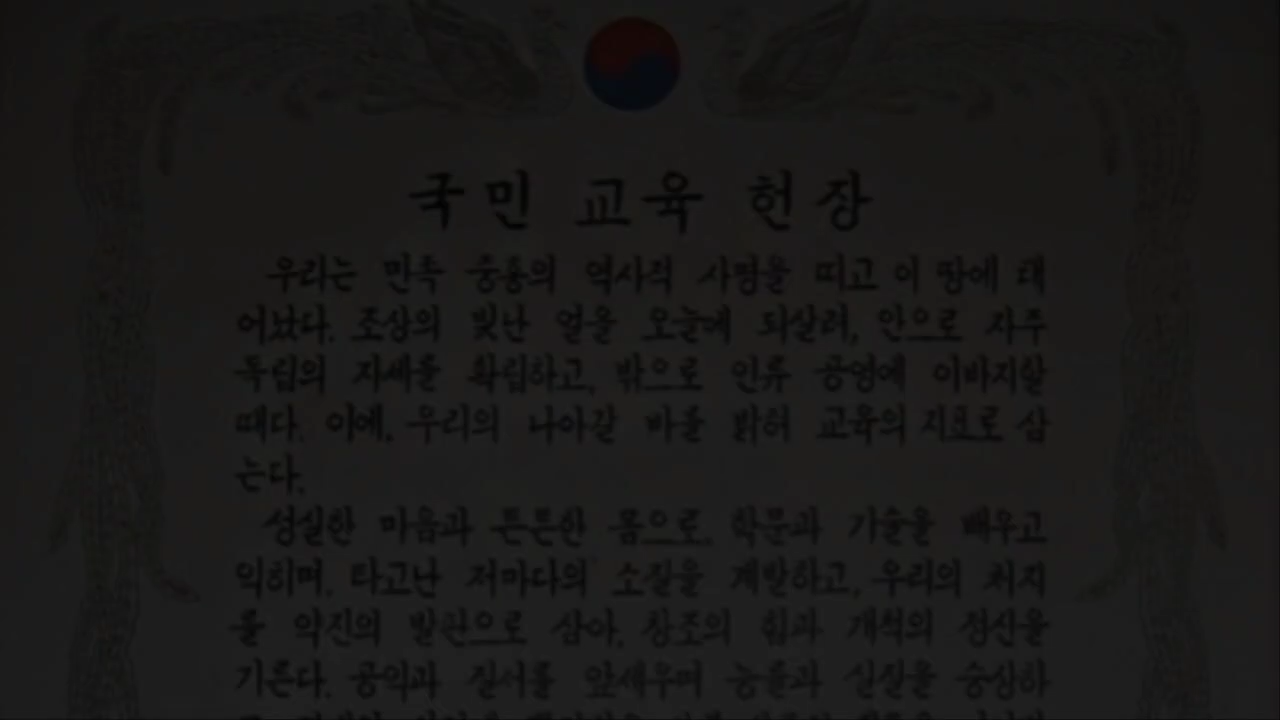 국민 교육 헌장
우리는 민족 중흥의 역사적 사명을 띠고 이 땅에 태
어났다. 조상의 빛난 얼을 오늘에 되살려, 안으로 자주
독립의 자세를 확립하고, 밖으로 인류 공영에 이바지할
때다. 이에, 우리의 나아갈 바를 밝혀 교육의 지표로 삼
는다.
성실한 마음과 튼튼한 몸으로, 학문과 기술을 배우고
익히며, 타고난 저마다의 소질을 계발하고, 우리의 처지
를 약진의 발판으로 삼아, 창조의 힘과 개척의 정신을
기른다. 공익과 질서를 앞세우며 능률과 실질을 숭상하